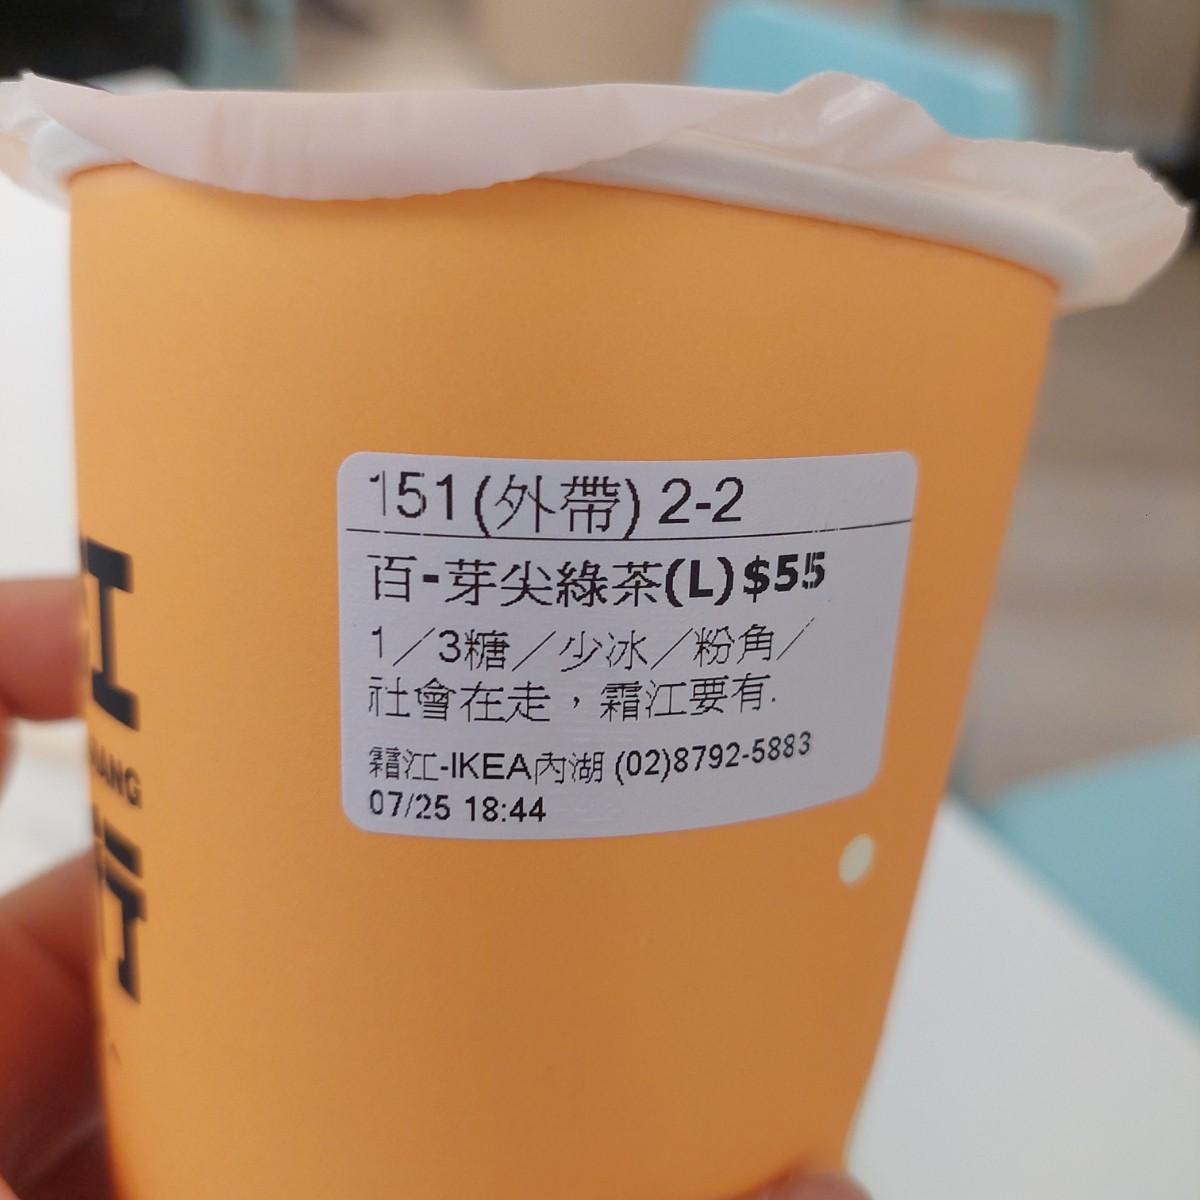 151(外帶) 2-2
百-芽尖綠茶(L)$55
1/3糖/少冰/粉角/
社會在走,霜江要有.
霜江-IKEA內湖 (02)8792-5883
07/25 18:44
江
行